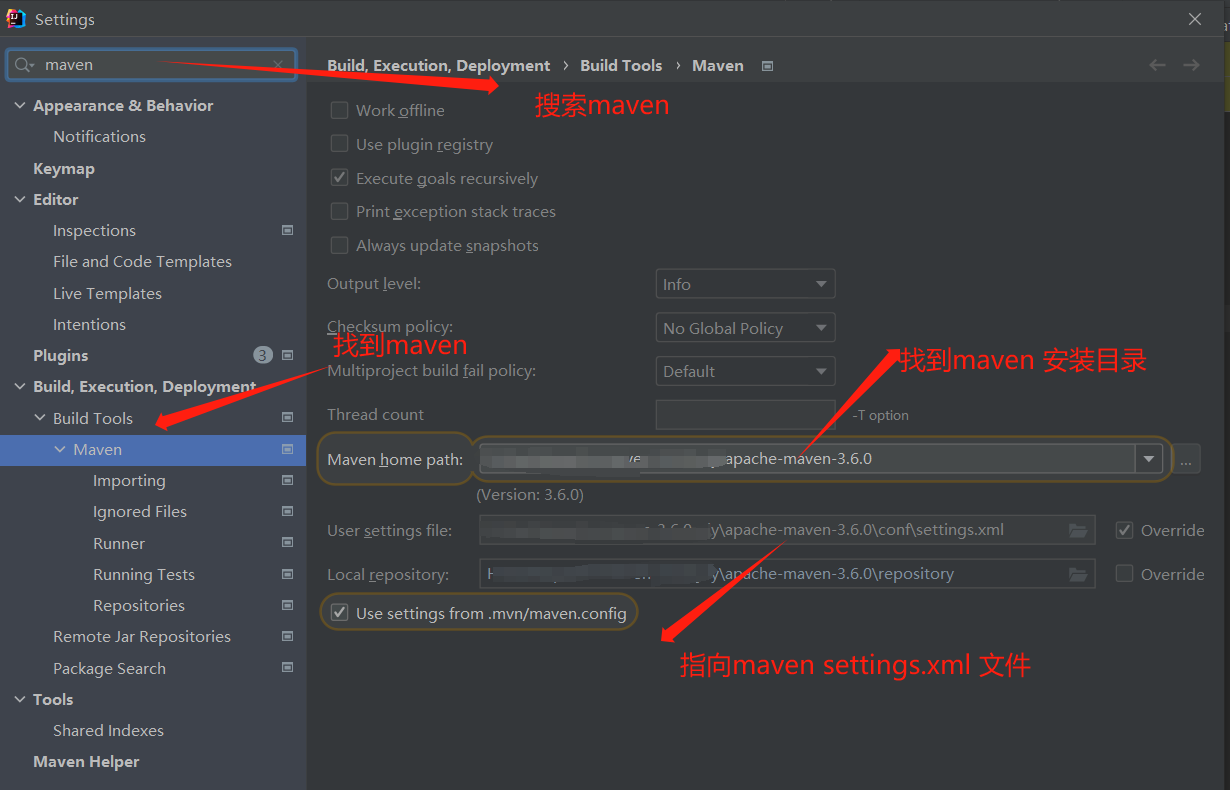 Settings
maven
Build, Execution, Deployment › Build Tools › Maven
搜索maven
Appearance & Behavior
Notifications
Keymap
Editor
Inspections
File and Code Templates
Live Templates
Intentions
Plugins 3
Build, Execution, Deployment
Build Tools
Maven
Importing
Ignored Files
Runner
Running Tests
Repositories
Remote Jar Repositories
Package Search
Tools
Shared Indexes
Maven Helper
Work offline
Use plugin registry
Execute goals recursively
Print exception stack traces
Always update snapshots
Output level: Info
Checksum policy: No Global Policy
找到maven
找到maven 安装目录
Multiproject build fail policy: Default
Thread count -T option
Maven home path: apache-maven-3.6.0 ...
(Version: 3.6.0)
User settings file: y\apache-maven-3.6.0\conf\settings.xml Override
Local repository: y\apache-maven-3.6.0\repository Override
Use settings from .mvn/maven.config
指向maven settings.xml 文件